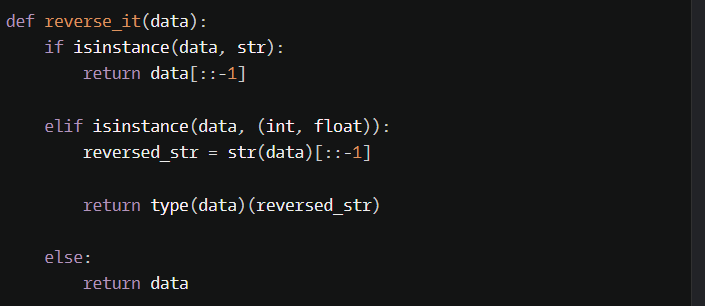 def reverse_it(data):
    if isinstance(data, str):
        return data[::-1]
    elif isinstance(data, (int, float)):
        reversed_str = str(data)[::-1]
        return type(data)(reversed_str)
    else:
        return data